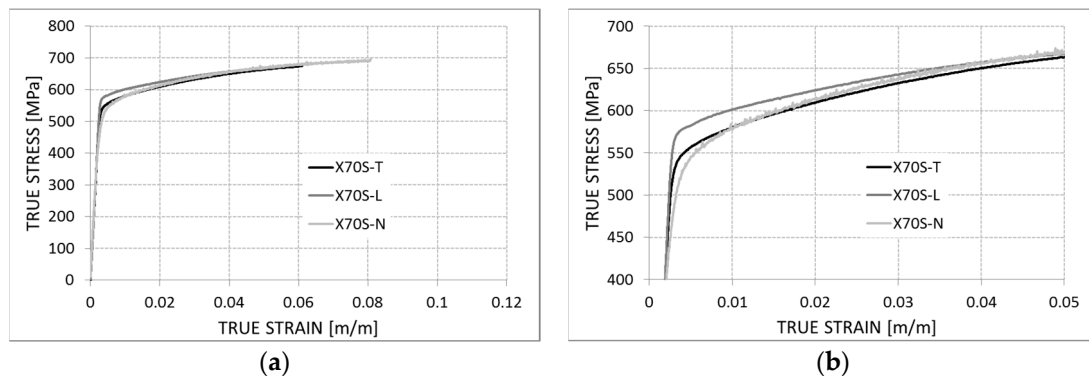 800
700
600
500
400
300
200
100
0
TRUE STRESS [MPa]
X70S-T
X70S-L
X70S-N
0 0.02 0.04 0.06 0.08 0.1 0.12
TRUE STRAIN [m/m]
(a)
700
650
600
550
500
450
400
TRUE STRESS [MPa]
X70S-T
X70S-L
X70S-N
0 0.01 0.02 0.03 0.04 0.05
TRUE STRAIN [m/m]
(b)